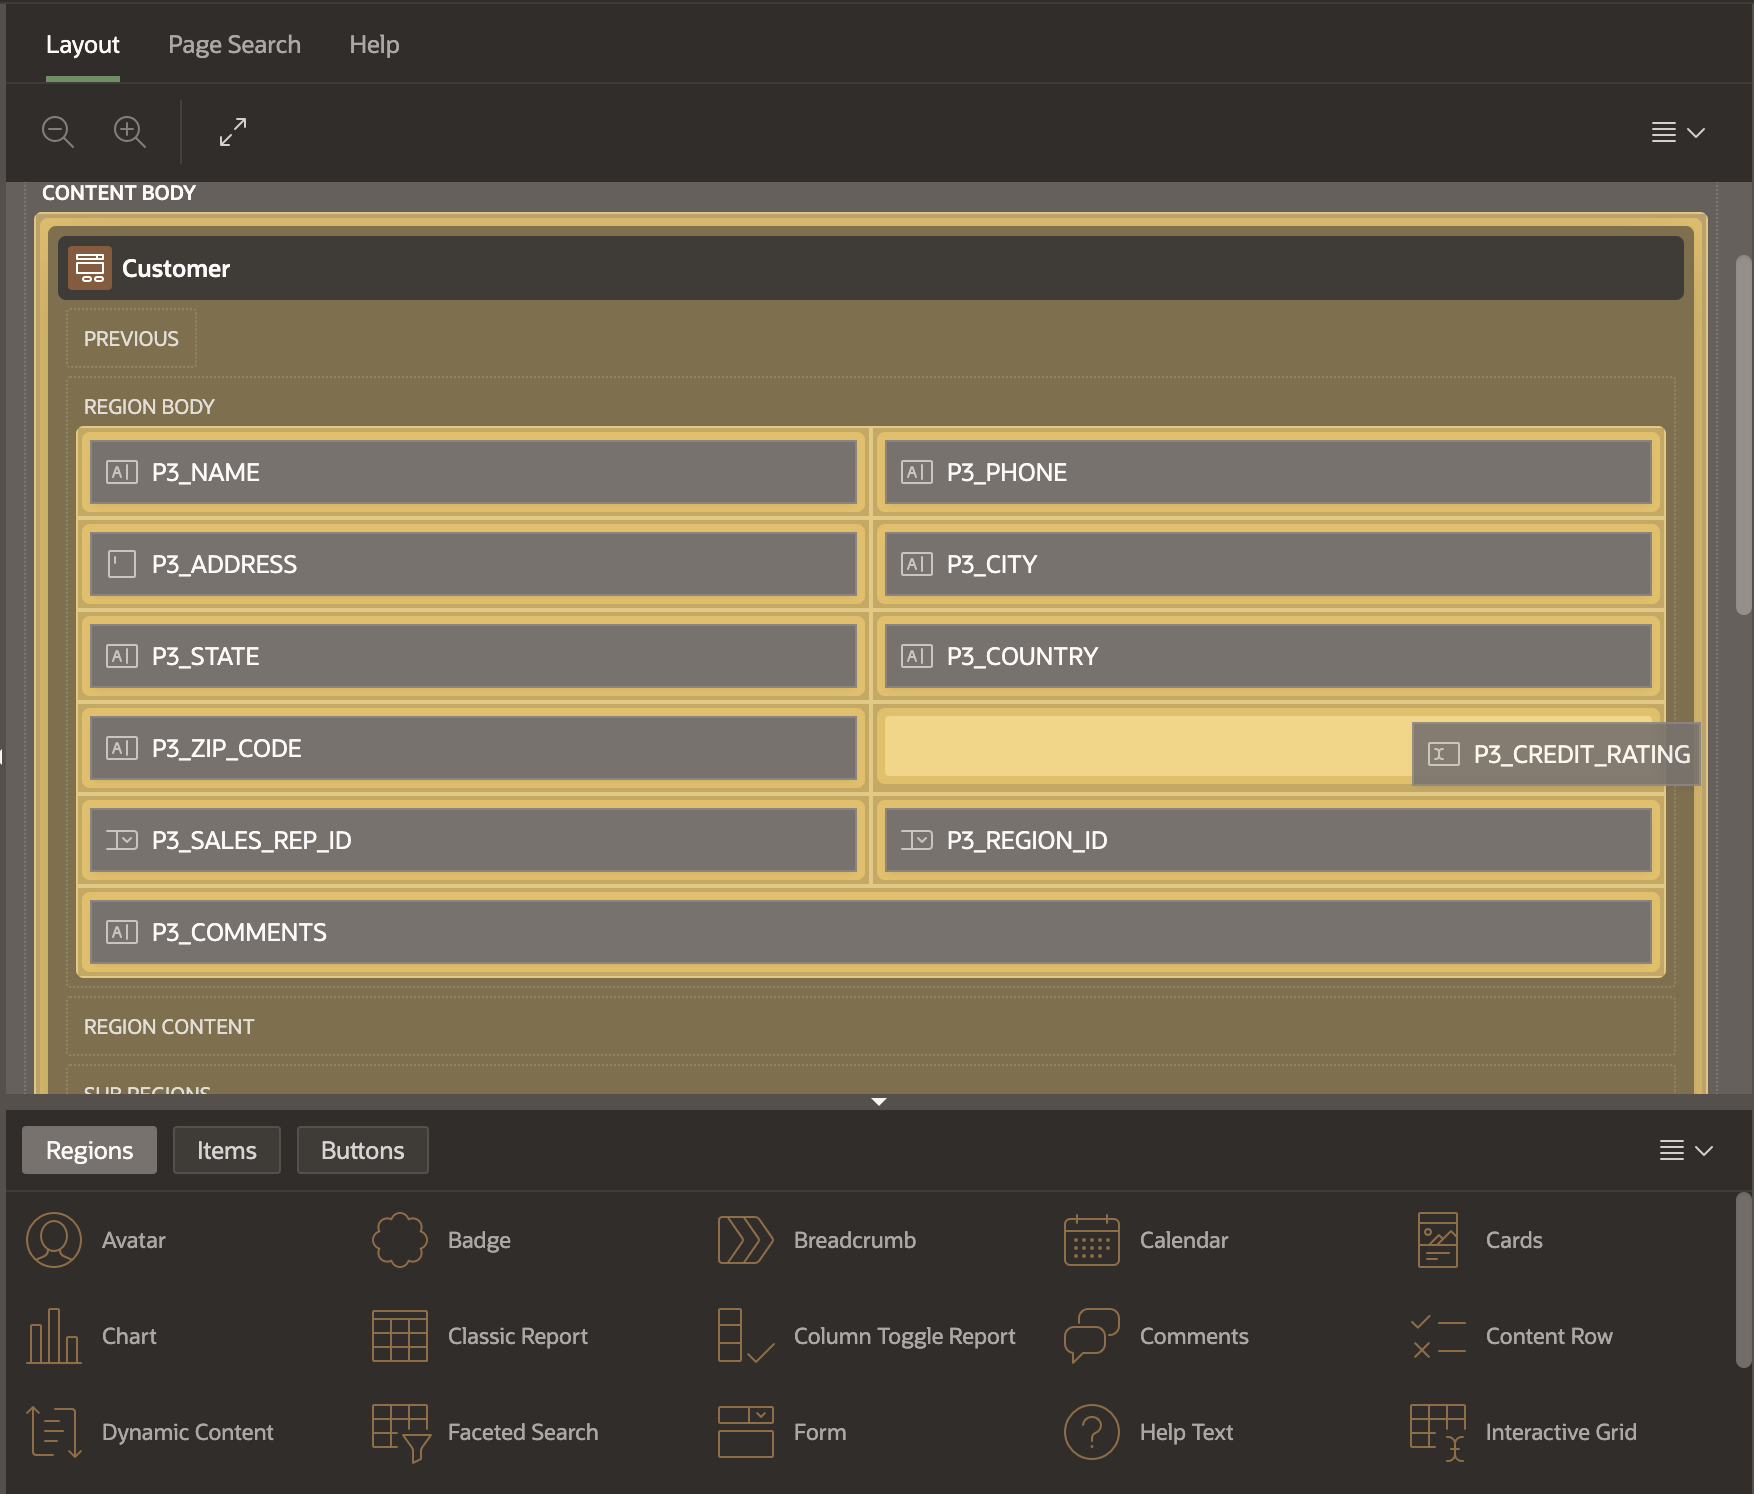 Layout Page Search Help
CONTENT BODY
Customer
PREVIOUS
REGION BODY
P3_NAME P3_PHONE
P3_ADDRESS P3_CITY
P3_STATE P3_COUNTRY
P3_ZIP_CODE P3_CREDIT_RATING
P3_SALES_REP_ID P3_REGION_ID
P3_COMMENTS
REGION CONTENT
SUB REGIONS
Regions Items Buttons
Avatar Badge Breadcrumb Calendar Cards
Chart Classic Report Column Toggle Report Comments Content Row
Dynamic Content Faceted Search Form Help Text Interactive Grid